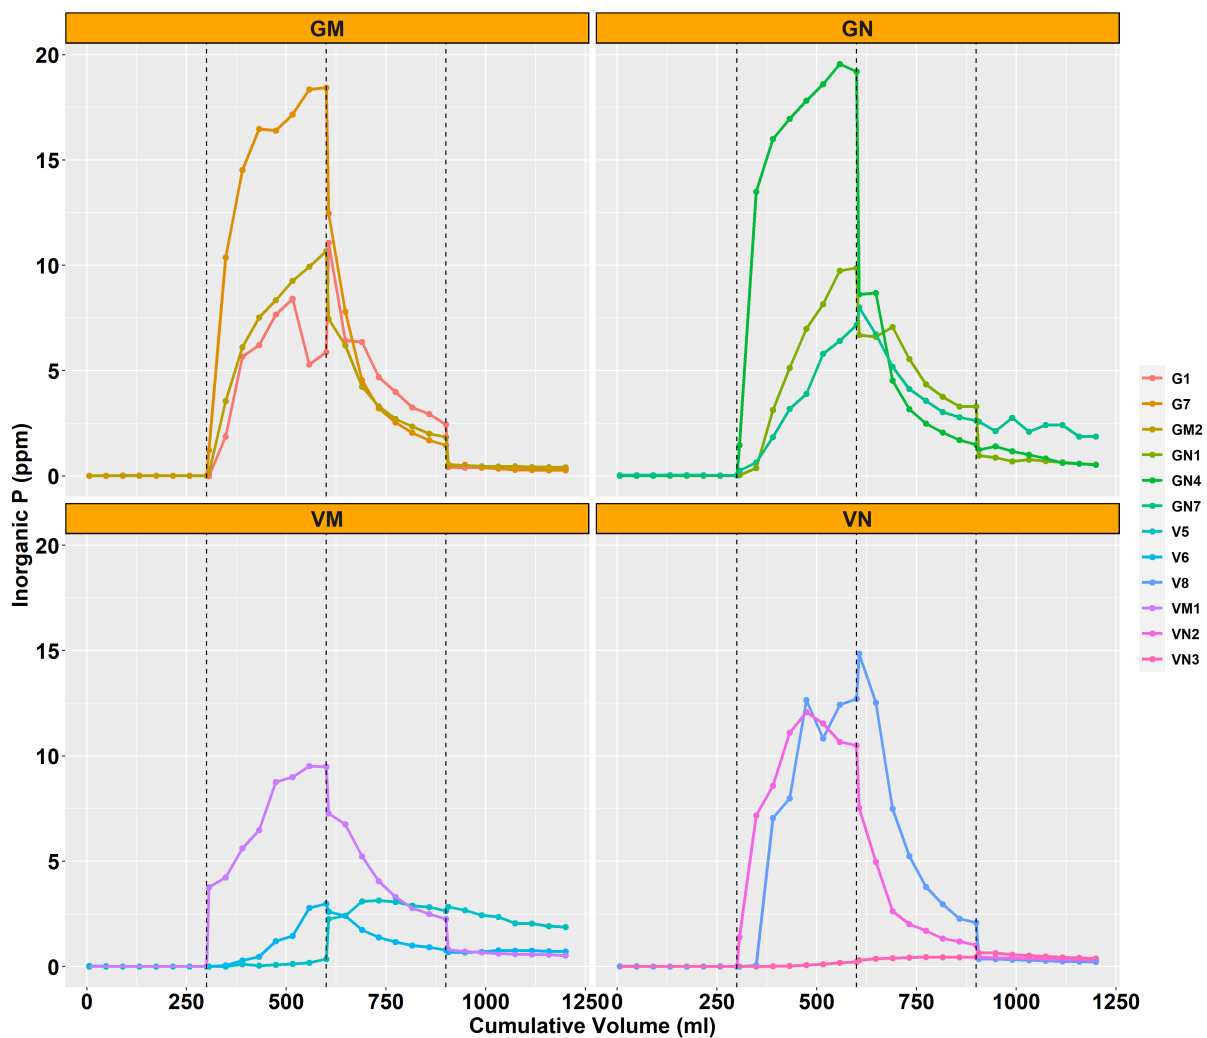 GM GN
20
15
10
5
0
VM VN
20
15
10
5
0
0 250 500 750 1000 1250 0 250 500 750 1000 1250
Cumulative Volume (ml)
Inorganic P (ppm)
G1
G7
GM2
GN1
GN4
GN7
V5
V6
V8
VM1
VN2
VN3